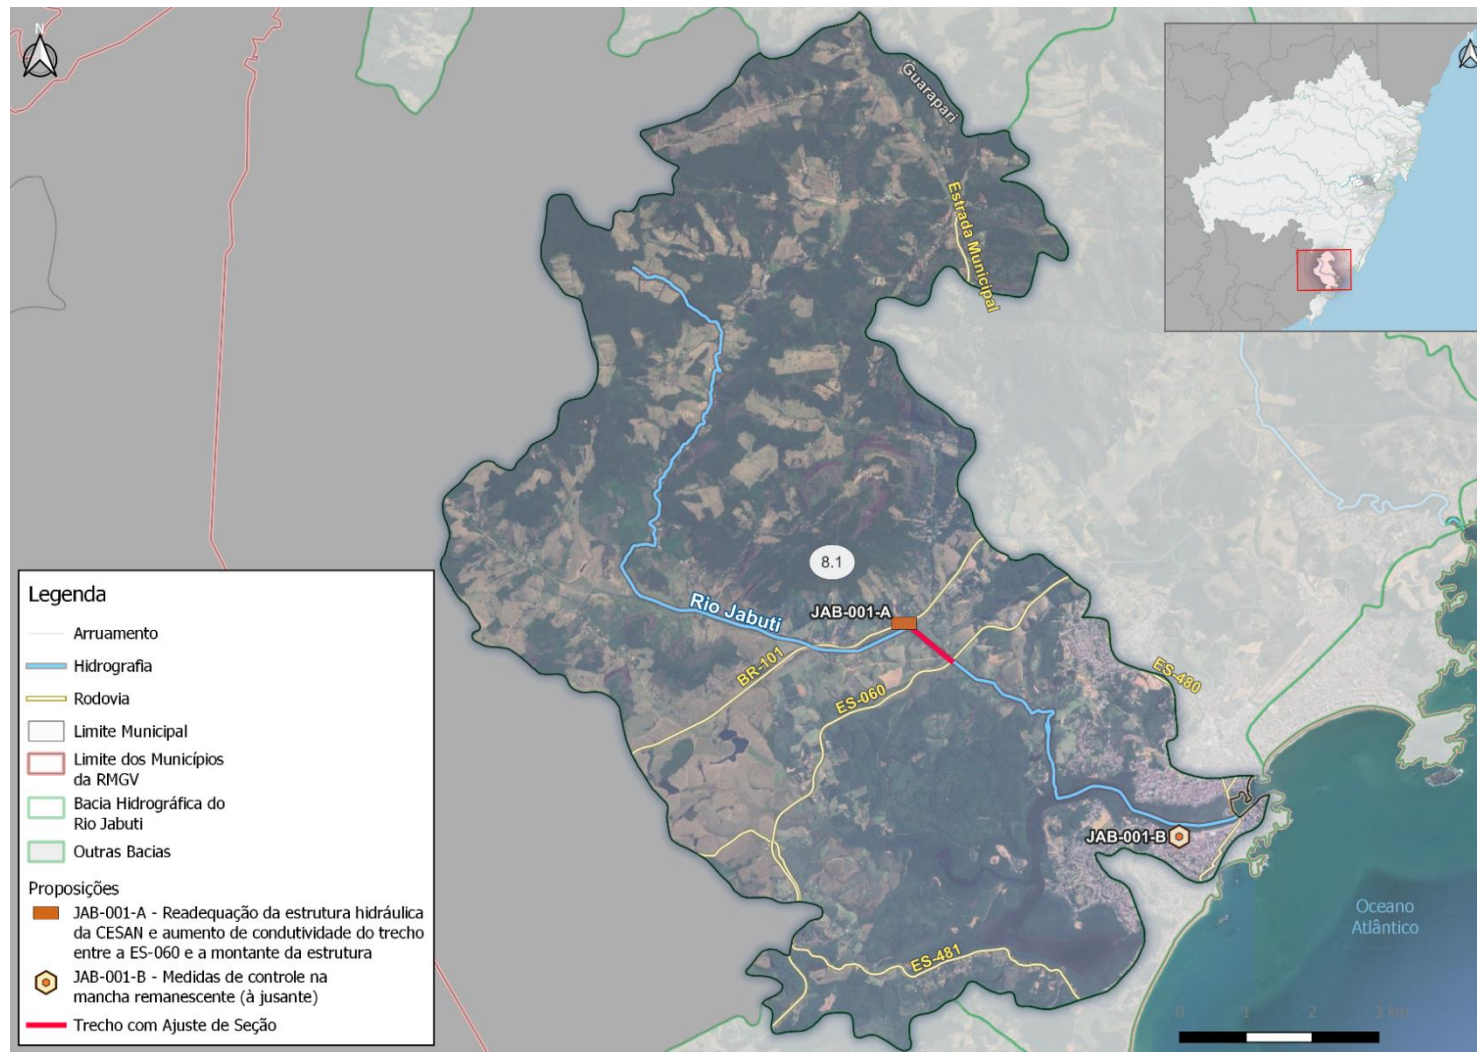 N
N
Guarapari
Estrada Municipal
8.1
JAB-001-A
Rio Jabuti
BR-101
ES-060
ES-480
JAB-001-B
ES-481
Oceano
Atlântico
0 1 2 3 km
Legenda
Arruamento
Hidrografia
Rodovia
Limite Municipal
Limite dos Municípios
da RMGV
Bacia Hidrográfica do
Rio Jabuti
Outras Bacias
Proposições
JAB-001-A - Readequação da estrutura hidráulica
da CESAN e aumento de condutividade do trecho
entre a ES-060 e a montante da estrutura
JAB-001-B - Medidas de controle na
mancha remanescente (à jusante)
Trecho com Ajuste de Seção